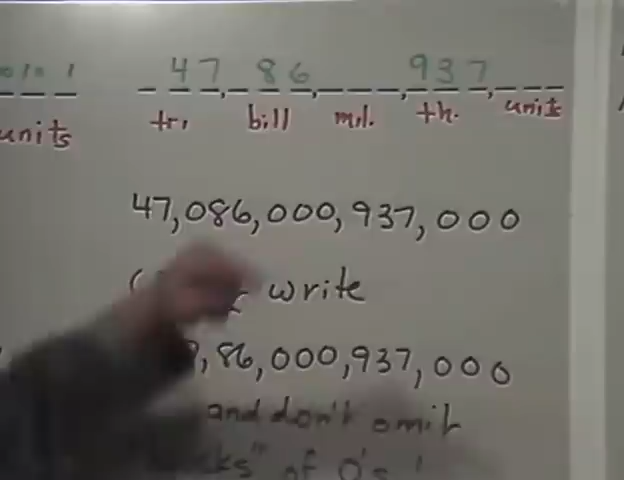 0101 47 86 937
_ _ _ _ _ _,_ _ _,_ _ _,_ _ _,_ _ _
units tri bill mil. th. units
47,086,000,937,000
write
,86,000,937,000
and don't omit
of 0's!